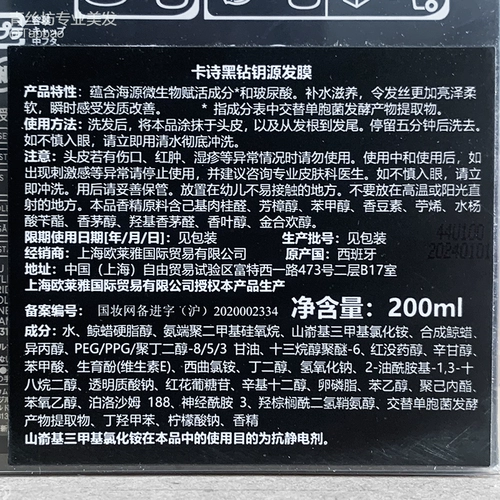 真丝纺专业美发
卡诗黑钻钥源发膜
产品特性：蕴含海源微生物赋活成分*和玻尿酸。补水滋养，令发丝更加亮泽柔
软，瞬时感受发质改善。 *指成分表中交替单胞菌发酵产物提取物。
使用方法：洗发后，将本品涂抹于头皮，以及从发根到发尾。停留五分钟后洗去。
如不慎入眼，请立即用清水彻底冲洗。
注意：头皮若有伤口、红肿、湿疹等异常情况时请勿使用。使用中和使用后，如
出现刺激感等异常请停止使用，并建议咨询专业皮肤科医生。如不慎入眼，请立
即冲洗。用后请妥善保管。放置在幼儿不易接触的地方。不要放在高温或阳光直
射的地方。本品香精原料含己基肉桂醛、芳樟醇、苯甲醇、香豆素、苧烯、水杨
酸苄酯、香茅醇、羟基香茅醛、香叶醇、金合欢醇。
限期使用日期[年/月/日]：见包装 生产批号：见包装
经销商：上海欧莱雅国际贸易有限公司 原产国：西班牙
地址：中国（上海）自由贸易试验区富特西一路473号二层B17室
上海欧莱雅国际贸易有限公司授权本产品生产
44U100
20240101
备案编号：国妆网备进字（沪）2020002334 净含量：200ml
成分：水、鲸蜡硬脂醇、氨端聚二甲基硅氧烷、山嵛基三甲基氯化铵、合成鲸蜡、
异丙醇、PEG/PPG/聚丁二醇-8/5/3 甘油、十三烷醇聚醚-6、红没药醇、辛甘醇、
苯甲醇、生育酚(维生素E)、西曲氯铵、丁二醇、氢氧化钠、2-油酰胺基-1,3-十
八烷二醇、透明质酸钠、红花葡糖苷、辛基十二醇、卵磷脂、苯乙醇、聚己内酯、
苯氧乙醇、泊洛沙姆 188、神经酰胺 3、羟棕榈酰二氢鞘氨醇、交替单胞菌发酵
产物提取物、丁羟甲苯、柠檬酸钠、香精
山嵛基三甲基氯化铵在本品中的使用目的为抗静电剂。